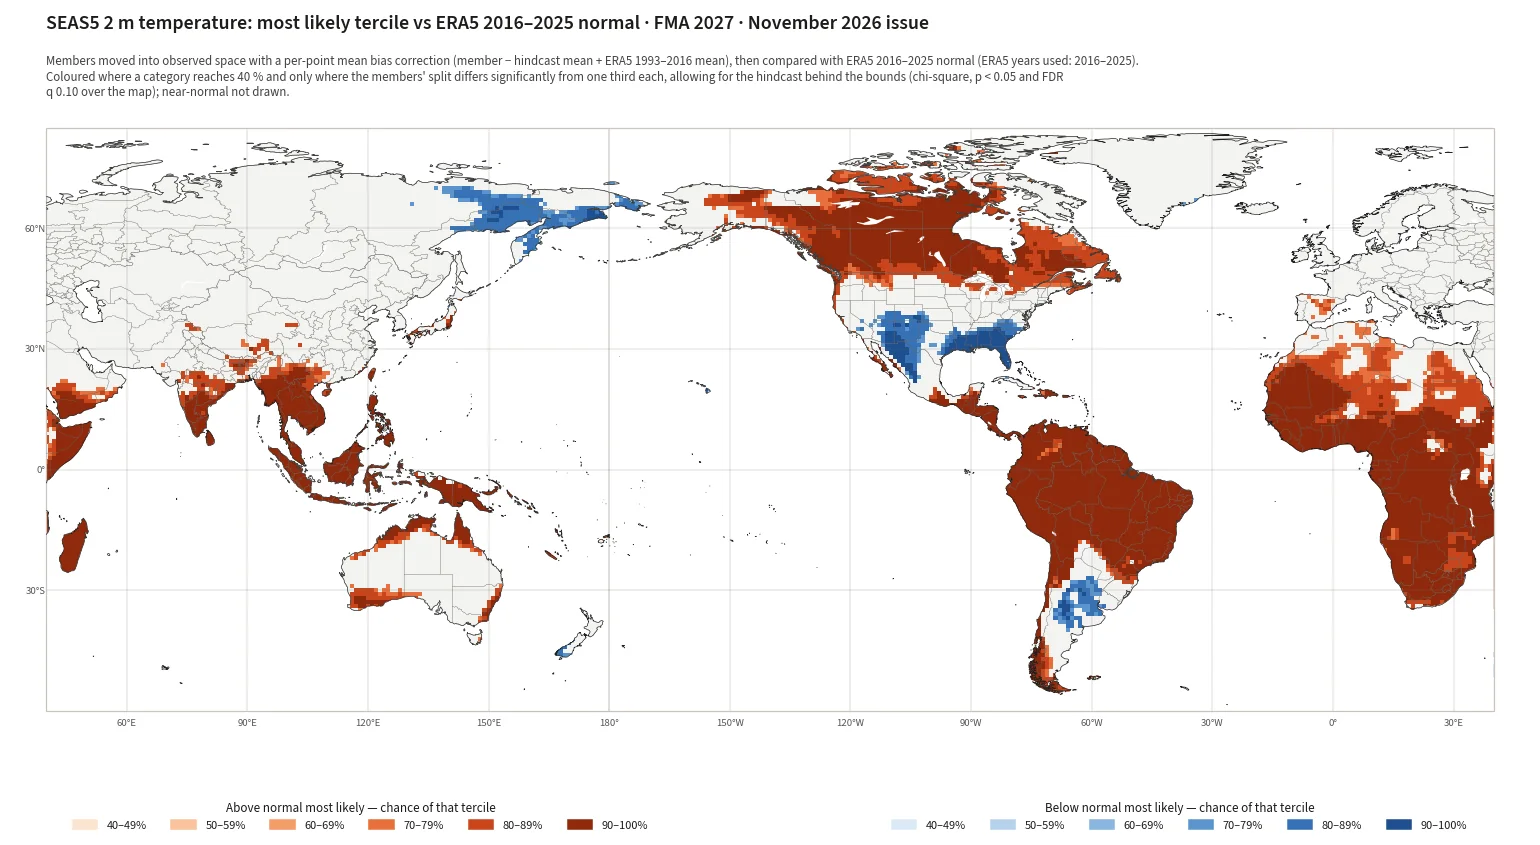 SEAS5 2 m temperature: most likely tercile vs ERA5 2016–2025 normal · FMA 2027 · November 2026 issue
Members moved into observed space with a per-point mean bias correction (member − hindcast mean + ERA5 1993–2016 mean), then compared with ERA5 2016–2025 normal (ERA5 years used: 2016–2025).
Coloured where a category reaches 40 % and only where the members' split differs significantly from one third each, allowing for the hindcast behind the bounds (chi-square, p < 0.05 and FDR
q 0.10 over the map); near-normal not drawn.
60°N
30°N
0°
30°S
60°E 90°E 120°E 150°E 180° 150°W 120°W 90°W 60°W 30°W 0° 30°E
Above normal most likely — chance of that tercile
40–49% 50–59% 60–69% 70–79% 80–89% 90–100%
Below normal most likely — chance of that tercile
40–49% 50–59% 60–69% 70–79% 80–89% 90–100%